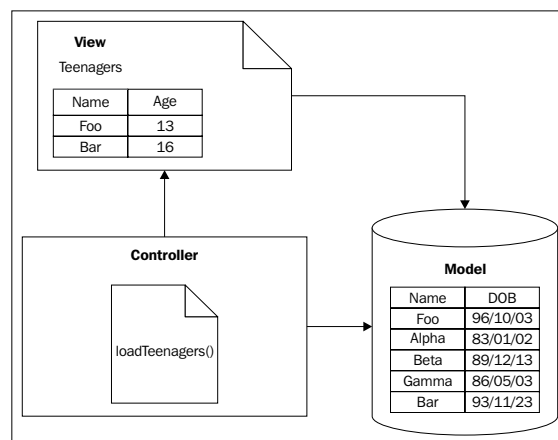 View
Teenagers
Name Age
Foo 13
Bar 16
Controller
loadTeenagers()
Model
Name DOB
Foo 96/10/03
Alpha 83/01/02
Beta 89/12/13
Gamma 86/05/03
Bar 93/11/23